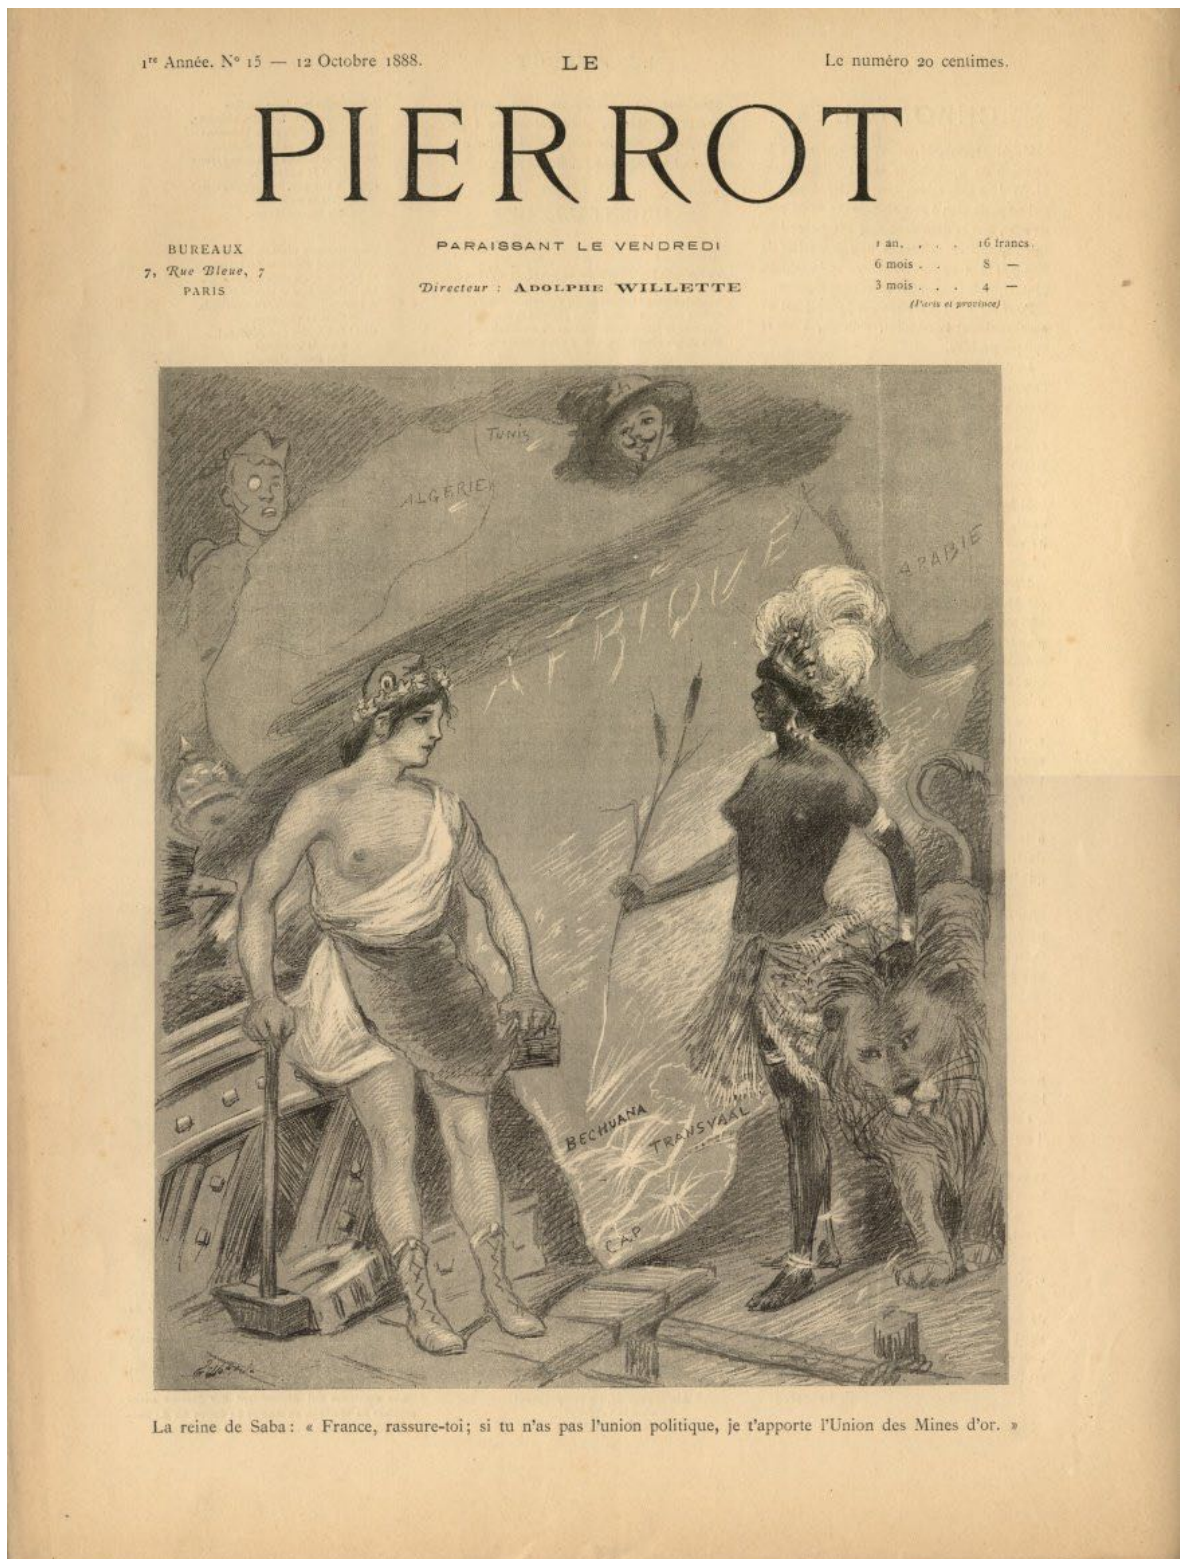 1re Année. N° 15 — 12 Octobre 1888.
LE
Le numéro 20 centimes.
PIERROT
BUREAUX
7, Rue Bleue, 7
PARIS
PARAISSANT LE VENDREDI
Directeur : ADOLPHE WILLETTE
1 an. . . . 16 francs.
6 mois . . 8 —
3 mois . . . 4 —
(Paris et province)
TUNIS
ALGERIE
ARABIE
AFRIQUE
BECHUANA
TRANSVAAL
CAP
La reine de Saba : « France, rassure-toi ; si tu n'as pas l'union politique, je t'apporte l'Union des Mines d'or. »